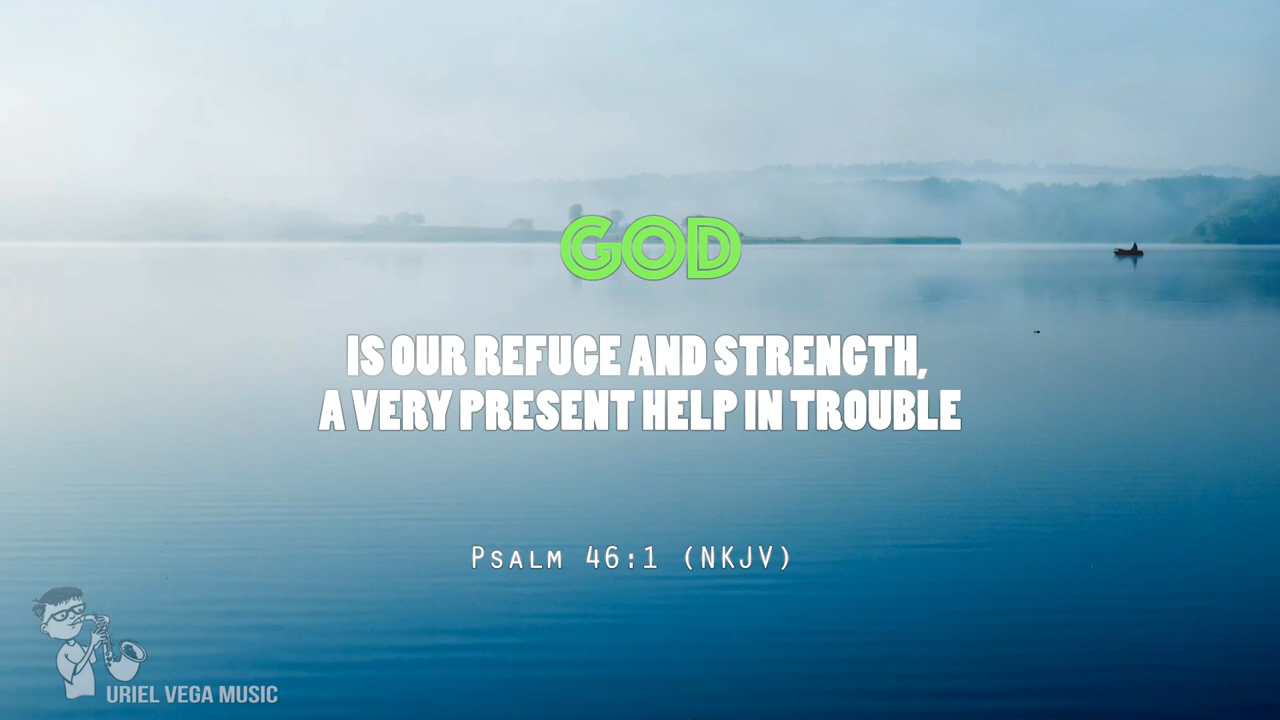 GOD
IS OUR REFUGE AND STRENGTH,
A VERY PRESENT HELP IN TROUBLE
Psalm 46:1 (NKJV)
URIEL VEGA MUSIC